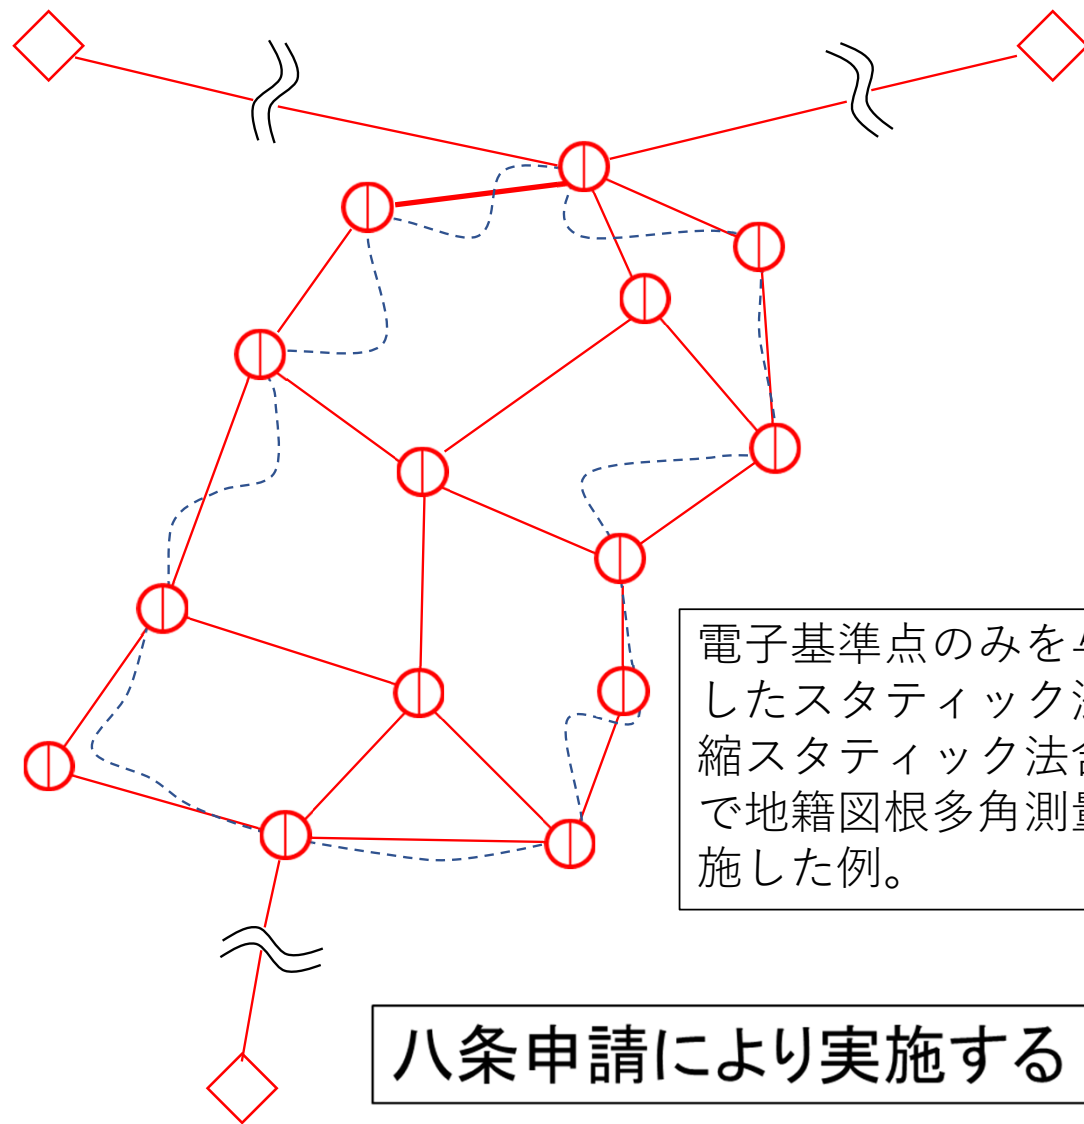 電子基準点のみを
したスタティック法
縮スタティック法
で地籍図根多角測量
施した例。
八条申請により実施する